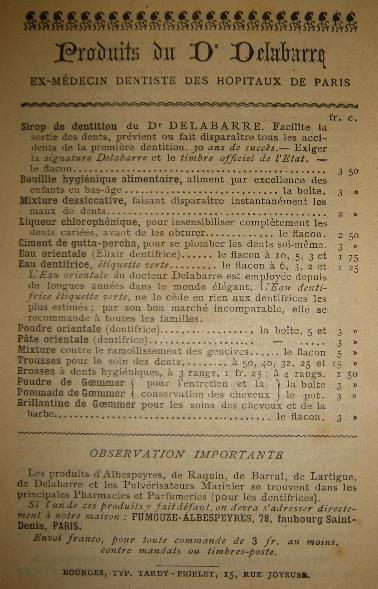 Produits du Dr Delabarre
EX-MÉDECIN DENTISTE DES HOPITAUX DE PARIS
fr. c.
Sirop de dentition du Dr DELABARRE. Facilite la
sortie des dents, prévient ou fait disparaître tous les acci-
dents de la première dentition. 30 ans de succès.— Exiger
la signature Delabarre et le timbre officiel de l'Etat. —
le flacon............ 3 50
Bouillie hygiénique alimentaire, aliment par excellence des
enfants en bas-âge............ la boîte. 3 »
Mixture dessiccative, faisant disparaître instantanément les
maux de dents............ 2 »
Liqueur chlorophénique, pour insensibiliser complètement les
dents cariées, avant de les obturer............ le flacon. 2 50
Ciment de gutta-percha, pour se plomber les dents soi-même. 3 »
Eau orientale (Elixir dentifrice)........ le flacon à 10, 5, 3 et 1 75
Eau dentifrice, étiquette verte........ le flacon à 6, 3, 2 et 1 25
L'Eau orientale du docteur Delabarre est employée depuis
de longues années dans le monde élégant. L'Eau denti-
frice étiquette verte, ne le cède en rien aux dentifrices les
plus estimés ; par son bon marché incomparable, elle se
recommande à toutes les familles.
Poudre orientale (dentifrice)............ la boîte, 5 et 3 »
Pâte orientale (dentifrice)............ — ..... 3 »
Mixture contre le ramollissement des gencives...... le flacon 5 »
Trousses pour le soin des dents........ à 50, 40, 32, 25 et 15 »
Brosses à dents hygiéniques, à 3 rangs, 1 fr. 25 ; à 4 rangs. 1 50
Poudre de Gœmmer { pour l'entretien et la } la boîte 3 »
Pommade de Gœmmer { conservation des cheveux } le pot. 3 »
Brillantine de Gœmmer pour les soins des cheveux et de la
barbe............ le flacon. 3 »
OBSERVATION IMPORTANTE
Les produits d'Albespeyres, de Raquin, de Barral, de Lartigue,
de Delabarre et les Pulvérisateurs Marinier se trouvent dans les
principales Pharmacies et Parfumeries (pour les dentifrices).
Si l'un de ces produits y fait défaut, on devra s'adresser directe-
ment à notre maison : FUMOUZE-ALBESPEYRES, 78, faubourg Saint-
Denis, PARIS.
Envoi franco, pour toute commande de 3 fr. au moins,
contre mandats ou timbres-poste.
BOURGES, TYP. TARDY-PIGELET, 15, RUE JOYEUSE.